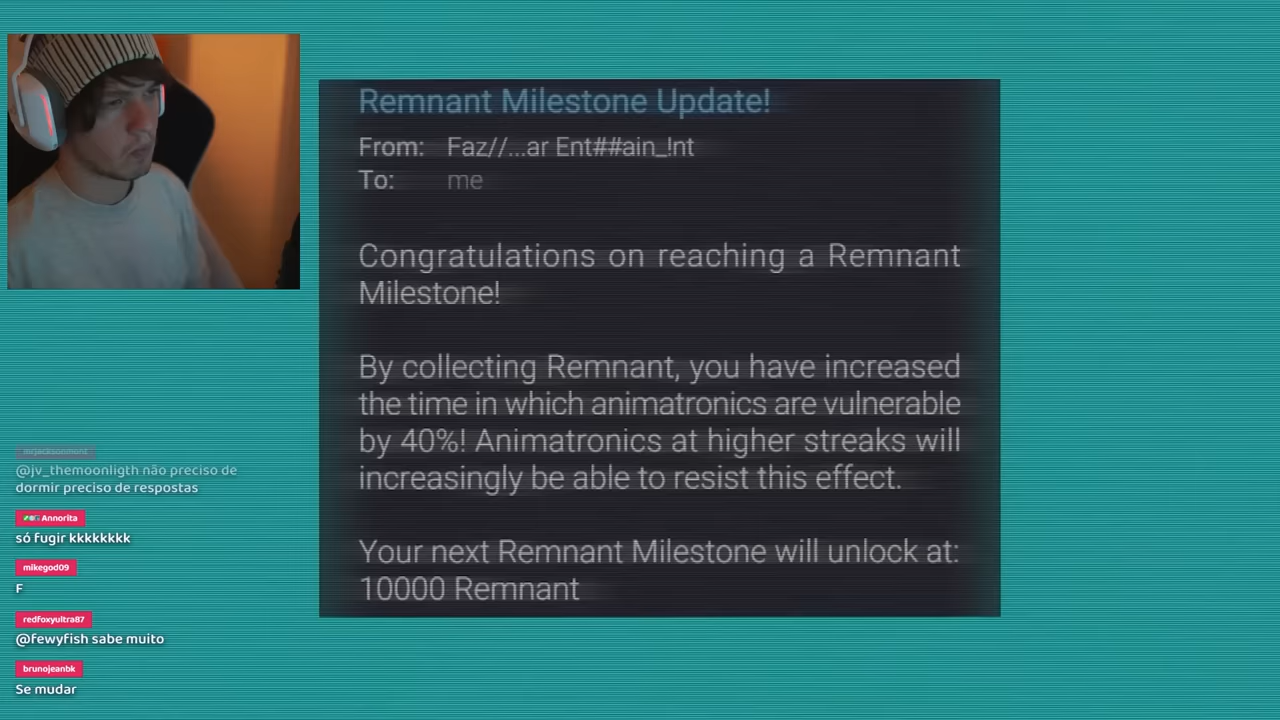 Remnant Milestone Update!
From: Faz//...ar Ent##ain_!nt
To: me
Congratulations on reaching a Remnant
Milestone!
By collecting Remnant, you have increased
the time in which animatronics are vulnerable
by 40%! Animatronics at higher streaks will
increasingly be able to resist this effect.
Your next Remnant Milestone will unlock at:
10000 Remnant
@jv_themoonligth não preciso de
dormir preciso de respostas
Annorita
só fugir kkkkkkkk
mikegod09
F
redfoxyultra87
@fewyfish sabe muito
brunojeanbk
Se mudar